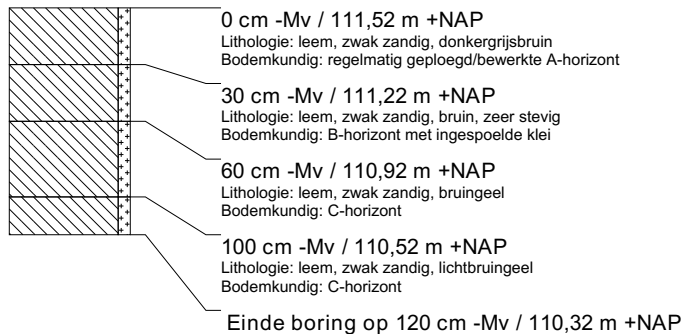 0 cm -Mv / 111,52 m +NAP
Lithologie: leem, zwak zandig, donkergrijsbruin
Bodemkundig: regelmatig geploegd/bewerkte A-horizont
30 cm -Mv / 111,22 m +NAP
Lithologie: leem, zwak zandig, bruin, zeer stevig
Bodemkundig: B-horizont met ingespoelde klei
60 cm -Mv / 110,92 m +NAP
Lithologie: leem, zwak zandig, bruingeel
Bodemkundig: C-horizont
100 cm -Mv / 110,52 m +NAP
Lithologie: leem, zwak zandig, lichtbruingeel
Bodemkundig: C-horizont
Einde boring op 120 cm -Mv / 110,32 m +NAP